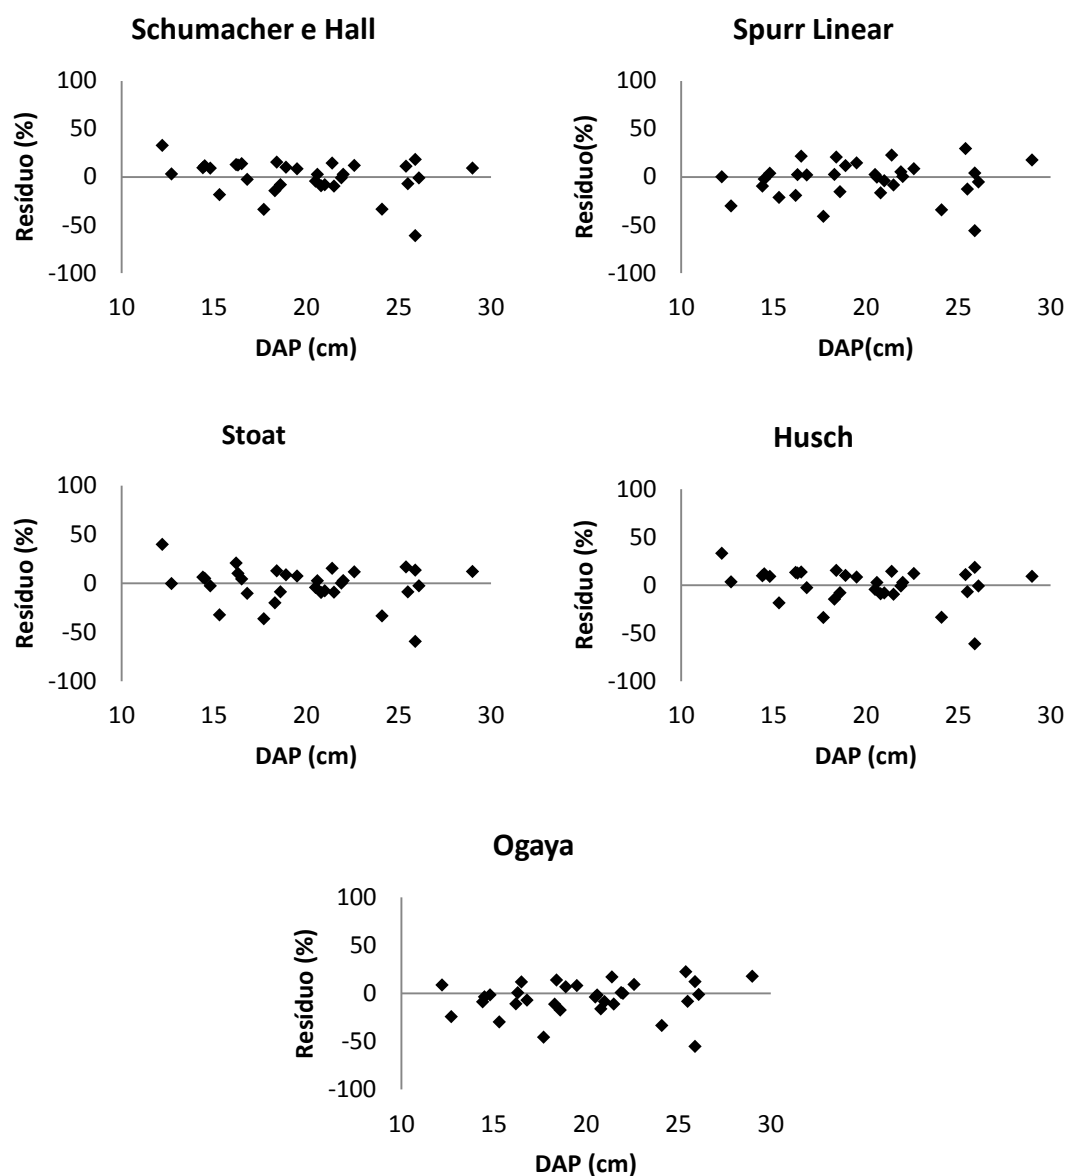 Schumacher e Hall
Resíduo (%)
100
50
0
-50
-100
10 15 20 25 30
DAP (cm)
Spurr Linear
Resíduo(%)
100
50
0
-50
-100
10 15 20 25 30
DAP(cm)
Stoat
Resíduo (%)
100
50
0
-50
-100
10 15 20 25 30
DAP (cm)
Husch
Resíduo (%)
100
50
0
-50
-100
10 15 20 25 30
DAP (cm)
Ogaya
Resíduo (%)
100
50
0
-50
-100
10 15 20 25 30
DAP (cm)